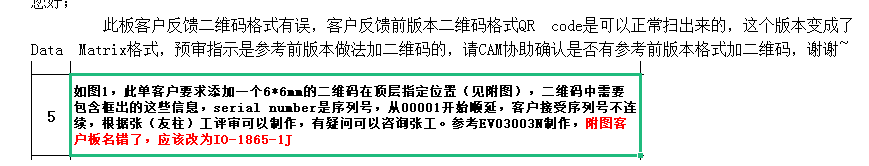 您好；
此板客户反馈二维码格式有误，客户反馈前版本二维码格式QR code是可以正常扫出来的，这个版本变成了
Data Matrix格式，预审指示是参考前版本做法加二维码的，请CAM协助确认是否有参考前版本格式加二维码，谢谢~
5
如图1，此单客户要求添加一个6*6mm的二维码在顶层指定位置（见附图），二维码中需要
包含框出的这些信息，serial number是序列号，从00001开始顺延，客户接受序列号不连
续，根据张（友柱）工评审可以制作，有疑问可以咨询张工。参考EV03003N制作，附图客
户板名错了，应该改为IO-1865-1J